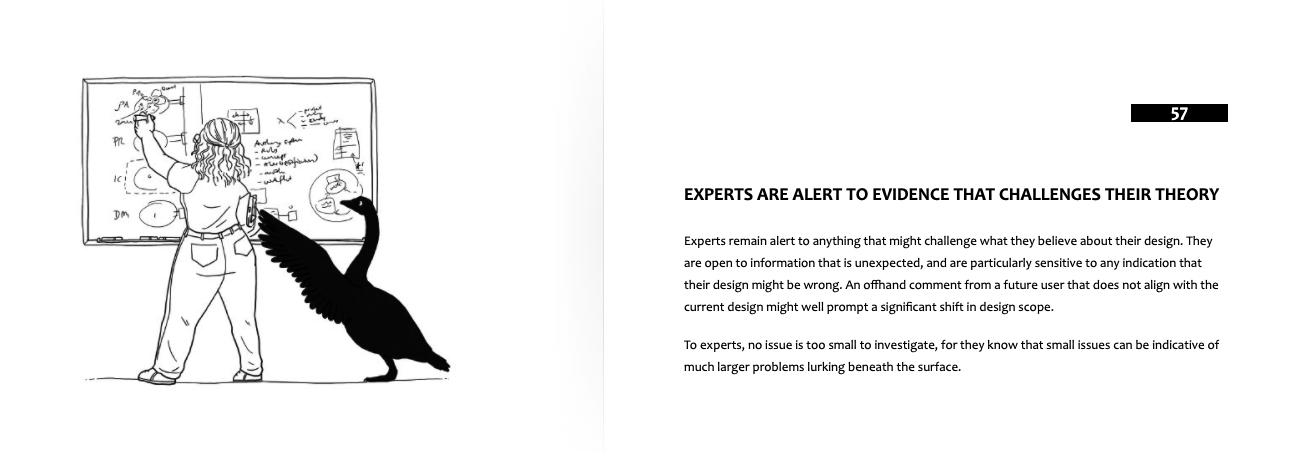 PR
IC
DM
57
EXPERTS ARE ALERT TO EVIDENCE THAT CHALLENGES THEIR THEORY
Experts remain alert to anything that might challenge what they believe about their design. They
are open to information that is unexpected, and are particularly sensitive to any indication that
their design might be wrong. An offhand comment from a future user that does not align with the
current design might well prompt a significant shift in design scope.
To experts, no issue is too small to investigate, for they know that small issues can be indicative of
much larger problems lurking beneath the surface.